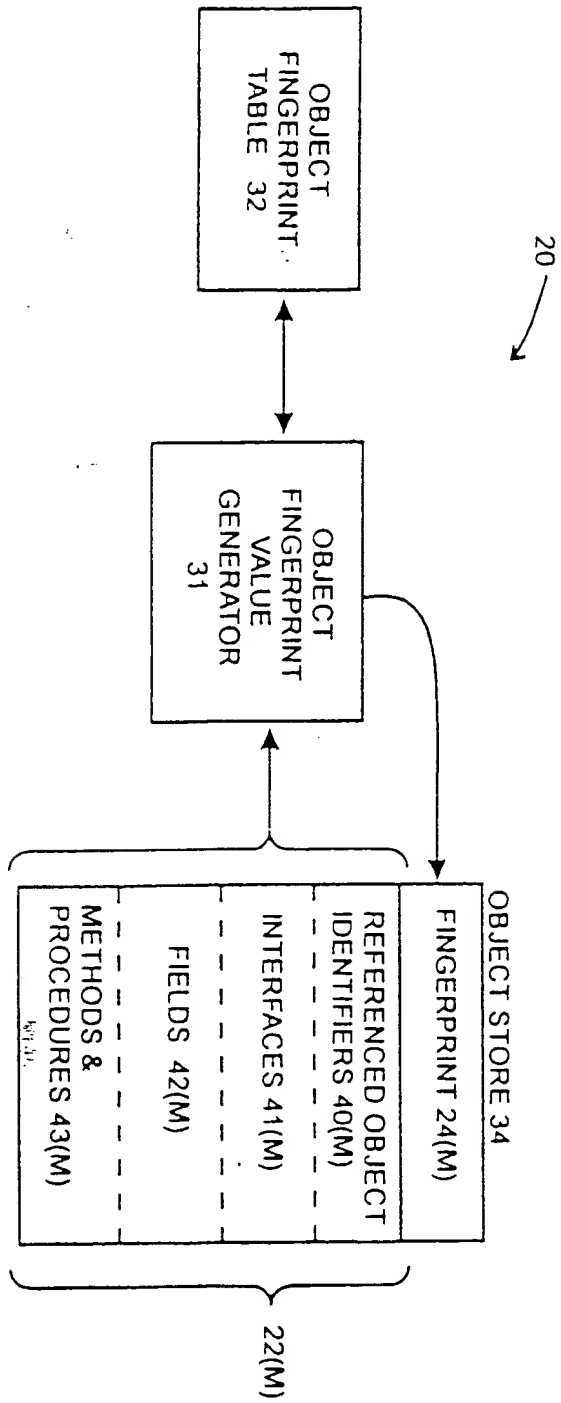 20
OBJECT
FINGERPRINT
TABLE 32
OBJECT
FINGERPRINT
VALUE
GENERATOR
31
OBJECT STORE 34
FINGERPRINT 24(M)
REFERENCED OBJECT
IDENTIFIERS 40(M)
INTERFACES 41(M)
FIELDS 42(M)
METHODS &
PROCEDURES 43(M)
22(M)